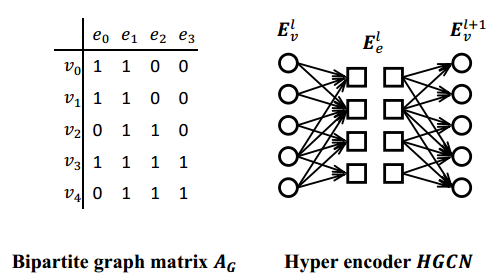 e₀ e₁ e₂ e₃
v₀ 1 1 0 0
v₁ 1 1 0 0
v₂ 0 1 1 0
v₃ 1 1 1 1
v₄ 0 1 1 1
Bipartite graph matrix A_G
E_v^l E_e^l E_v^{l+1}
Hyper encoder HGCN